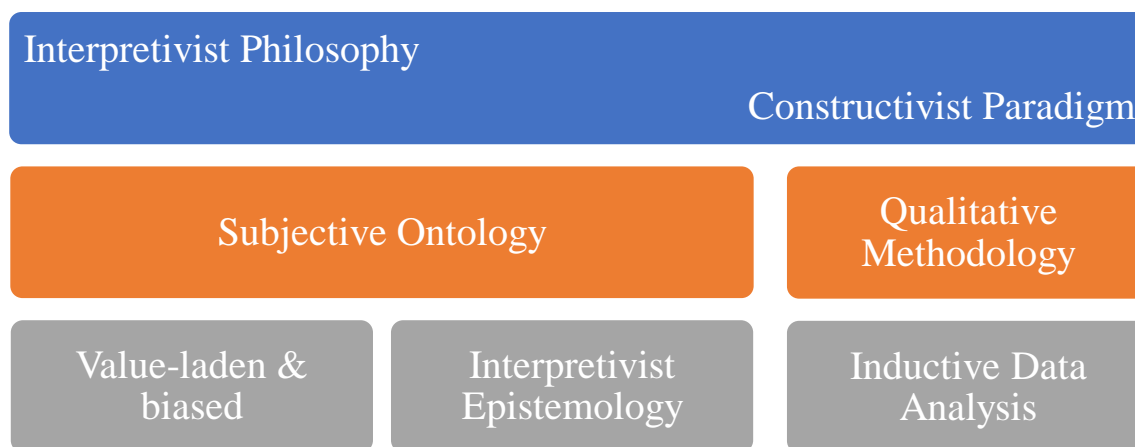 Interpretivist Philosophy
Constructivist Paradigm
Subjective Ontology
Qualitative
Methodology
Value-laden &
biased
Interpretivist
Epistemology
Inductive Data
Analysis